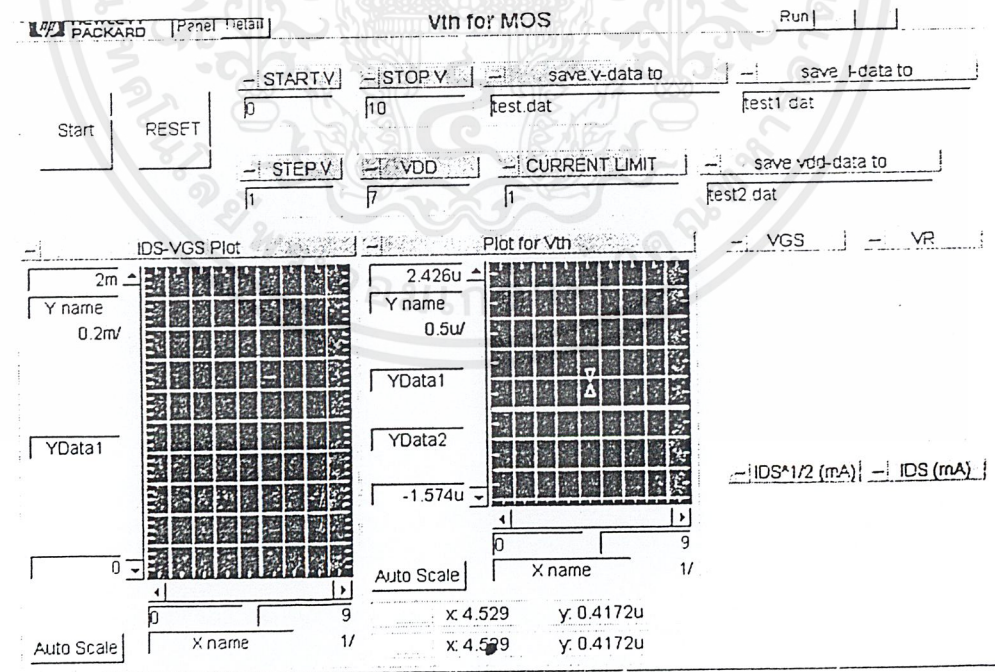 hp HEWLETT PACKARD Panel Detail Vth for MOS Run
START V STOP V save v-data to save I-data to
0 10 test.dat test1 dat
Start RESET
STEP V VDD CURRENT LIMIT save vdd-data to
1 7 1 test2 dat
IDS-VGS Plot Plot for Vth VGS VR
2m 2.426u
Y name Y name
0.2m/ 0.5u/
YData1
YData1 YData2
IDS^1/2 (mA) IDS (mA)
-1.574u
0 9
0 Auto Scale X name 1/
0 9 x: 4.529 y: 0.4172u
Auto Scale X name 1/ x: 4.529 y: 0.4172u